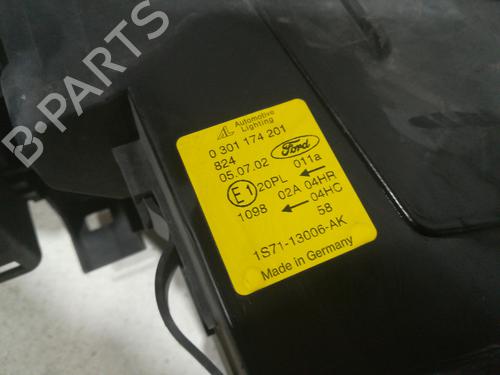 B-PARTS
AL Automotive
Lighting
0 301 174 201
824
05.07.02 Ford
E1 20PL 011a
1098 02A 04HR
04HC
58
1S71-13006-AK
Made in Germany